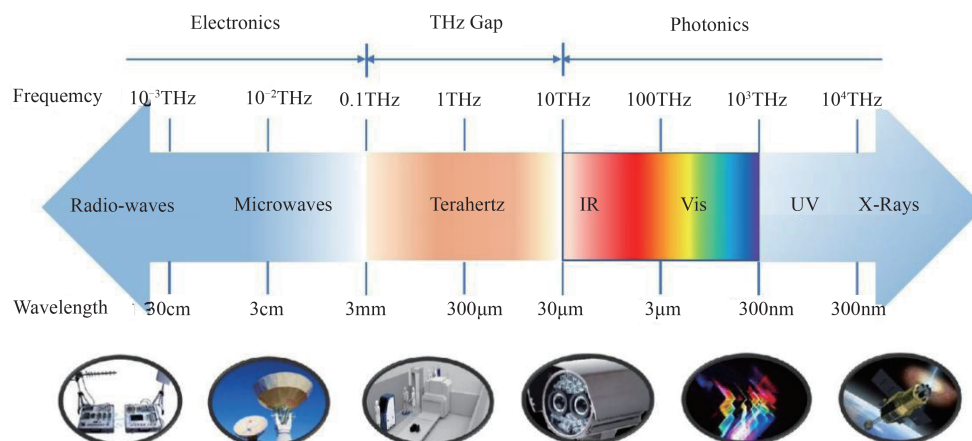 Electronics THz Gap Photonics
Frequemcy 10⁻³THz 10⁻²THz 0.1THz 1THz 10THz 100THz 10³THz 10⁴THz
Radio-waves Microwaves Terahertz IR Vis UV X-Rays
Wavelength 30cm 3cm 3mm 300μm 30μm 3μm 300nm 300nm